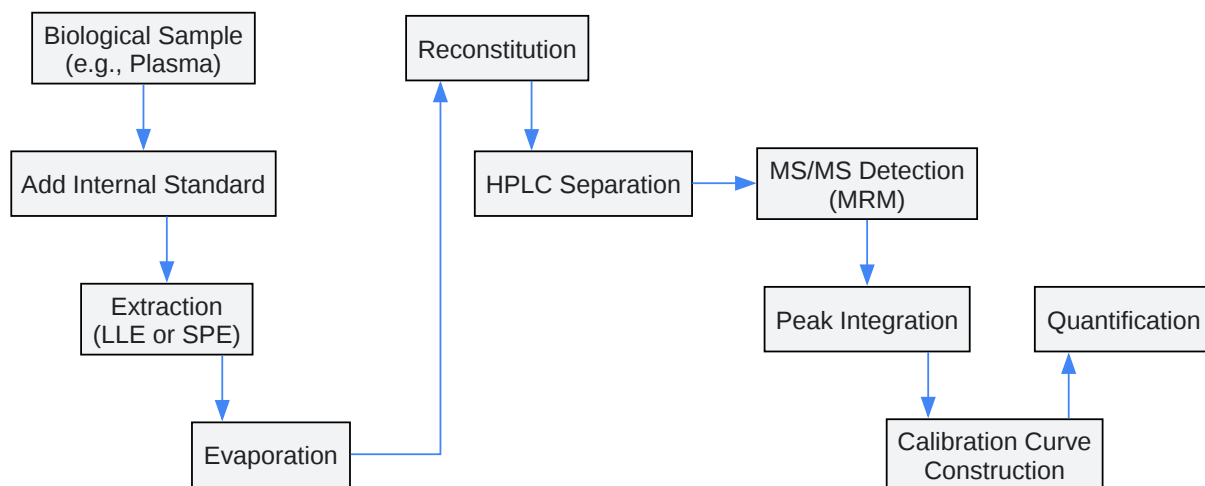 Biological Sample
(e.g., Plasma)
Add Internal Standard
Extraction
(LLE or SPE)
Evaporation
Reconstitution
HPLC Separation
MS/MS Detection
(MRM)
Peak Integration
Calibration Curve
Construction
Quantification